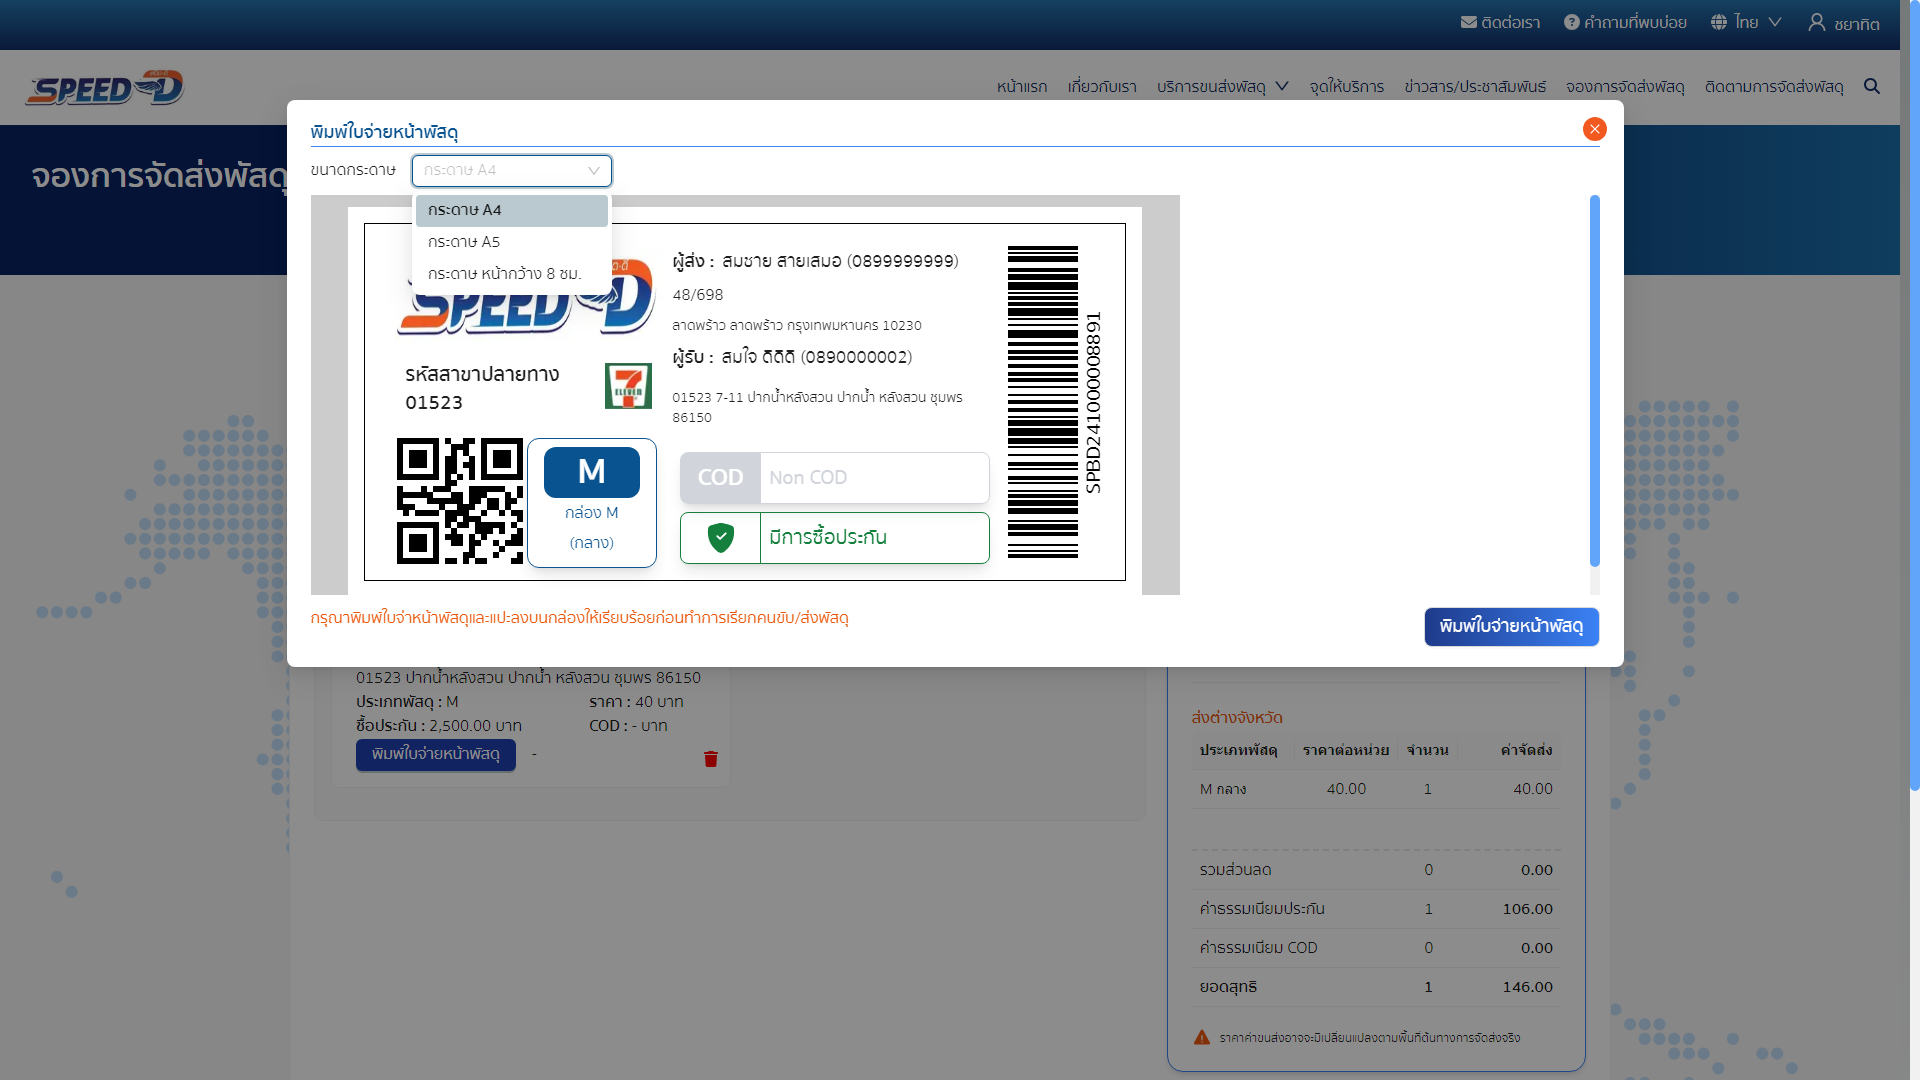 ติดต่อเรา คำถามที่พบบ่อย ไทย ชยาทิต
SPEED-D หน้าแรก เกี่ยวกับเรา บริการขนส่งพัสดุ จุดให้บริการ ข่าวสาร/ประชาสัมพันธ์ จองการจัดส่งพัสดุ ติดตามการจัดส่งพัสดุ
จองการจัดส่งพัสดุ
พิมพ์ใบจ่ายหน้าพัสดุ
ขนาดกระดาษ กระดาษ A4
กระดาษ A4
กระดาษ A5
กระดาษ หน้ากว้าง 8 ซม.
SPEED-D
รหัสสาขาปลายทาง
01523
7 ELEVEN
ผู้ส่ง : สมชาย สายเสมอ (0899999999)
48/698
ลาดพร้าว ลาดพร้าว กรุงเทพมหานคร 10230
ผู้รับ : สมใจ ดิดิดิ (0890000002)
01523 7-11 ปากน้ำหลังสวน ปากน้ำ หลังสวน ชุมพร
86150
M
กล่อง M
(กลาง)
COD Non COD
มีการซื้อประกัน
SPBD241000008891
กรุณาพิมพ์ใบจ่าหน้าพัสดุและแปะลงบนกล่องให้เรียบร้อยก่อนทำการเรียกคนขับ/ส่งพัสดุ
พิมพ์ใบจ่ายหน้าพัสดุ
01523 ปากน้ำหลังสวน ปากน้ำ หลังสวน ชุมพร 86150
ประเภทพัสดุ : M ราคา : 40 บาท
ซื้อประกัน : 2,500.00 บาท COD : - บาท
พิมพ์ใบจ่ายหน้าพัสดุ -
ส่งต่างจังหวัด
ประเภทพัสดุ ราคาต่อหน่วย จำนวน ค่าจัดส่ง
M กลาง 40.00 1 40.00
รวมส่วนลด 0 0.00
ค่าธรรมเนียมประกัน 1 106.00
ค่าธรรมเนียม COD 0 0.00
ยอดสุทธิ 1 146.00
ราคาค่าขนส่งอาจจะมีเปลี่ยนแปลงตามพื้นที่ต้นทางการจัดส่งจริง